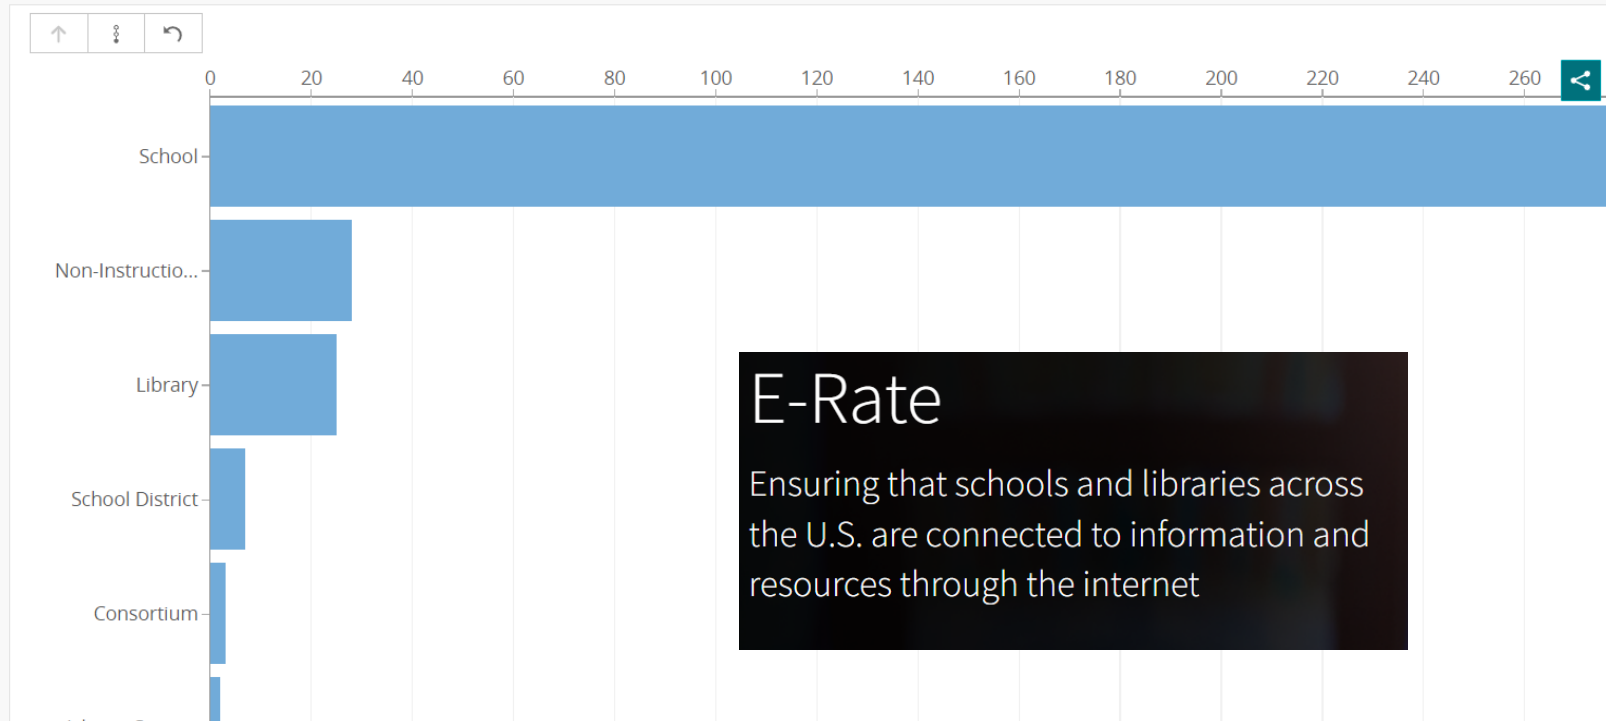 0 20 40 60 80 100 120 140 160 180 200 220 240 260
School
Non-Instructio...
Library
School District
Consortium
E-Rate
Ensuring that schools and libraries across
the U.S. are connected to information and
resources through the internet